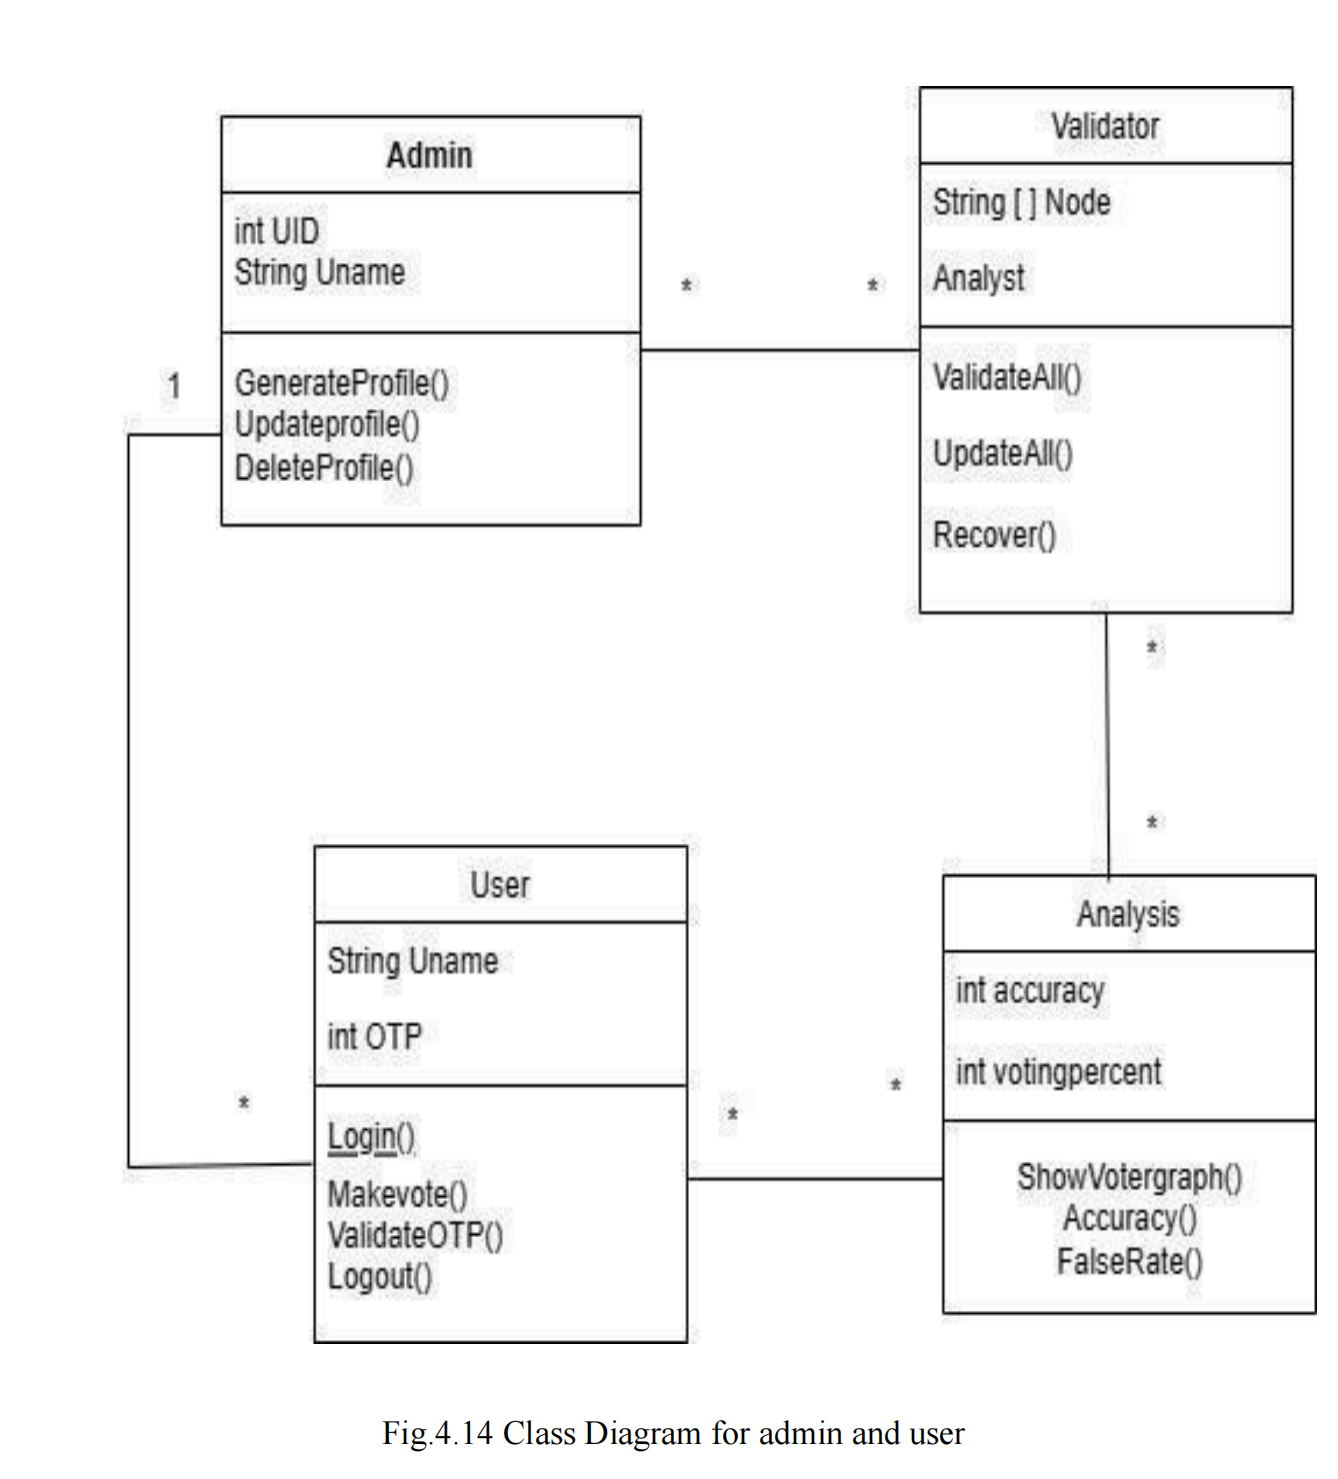 Admin
int UID
String Uname
GenerateProfile()
Updateprofile()
DeleteProfile()
*
*
Validator
String [ ] Node
Analyst
ValidateAll()
UpdateAll()
Recover()
1
*
*
User
String Uname
int OTP
Login()
Makevote()
ValidateOTP()
Logout()
*
*
*
Analysis
int accuracy
int votingpercent
ShowVotergraph()
Accuracy()
FalseRate()
Fig.4.14 Class Diagram for admin and user